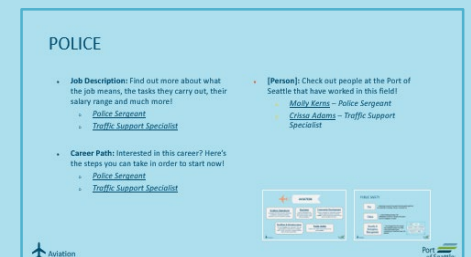 POLICE
Job Description: Find out more about what
the job means, the tasks they carry out, their
salary range and much more!
Police Sergeant
Traffic Support Specialist
Career Path: Interested in this career? Here's
the steps you can take in order to start now!
Police Sergeant
Traffic Support Specialist
[Person]: Check out people at the Port of
Seattle that have worked in this field!
Molly Kerns – Police Sergeant
Crissa Adams – Traffic Support
Specialist
Aviation
Port
of Seattle